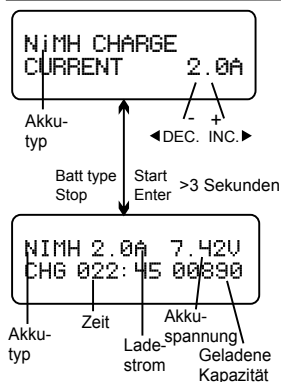 NiMH CHARGE
CURRENT 2.0A
Akku-
typ
- +
◀DEC. INC.▶
Batt type
Stop
Start
Enter
>3 Sekunden
NIMH 2.0A 7.42V
CHG 022:45 00890
Akku-
typ
Zeit
Lade-
strom
Akku-
spannung
Geladene
Kapazität